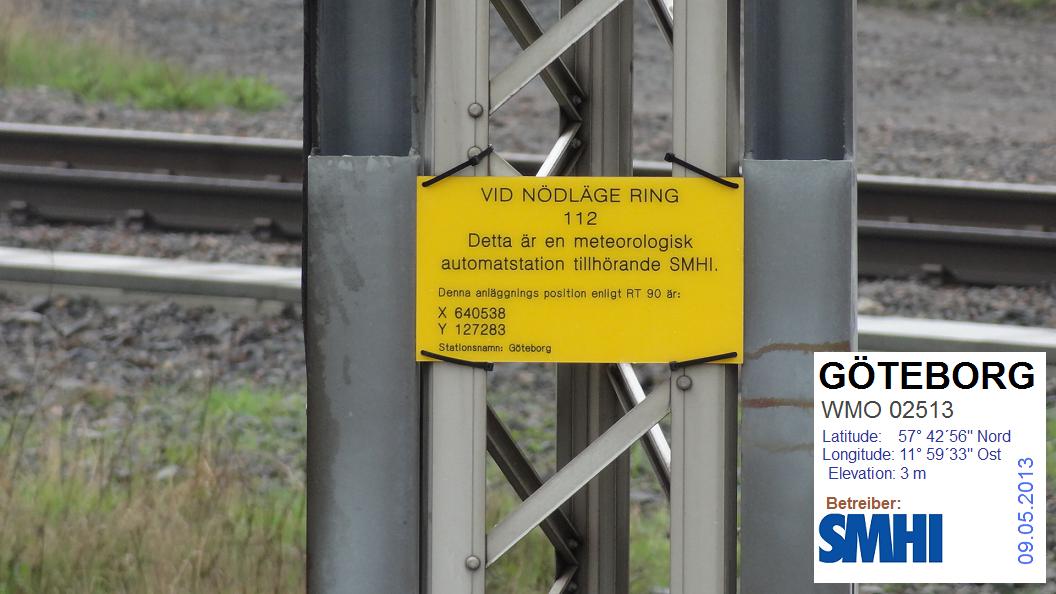 VID NÖDLÄGE RING
112
Detta är en meteorologisk
automatstation tillhörande SMHI.
Denna anläggnings position enligt RT 90 är:
X 640538
Y 127283
Stationsnamn: Göteborg
GÖTEBORG
WMO 02513
Latitude: 57° 42´56" Nord
Longitude: 11° 59´33" Ost
Elevation: 3 m
Betreiber:
SMHI
09.05.2013